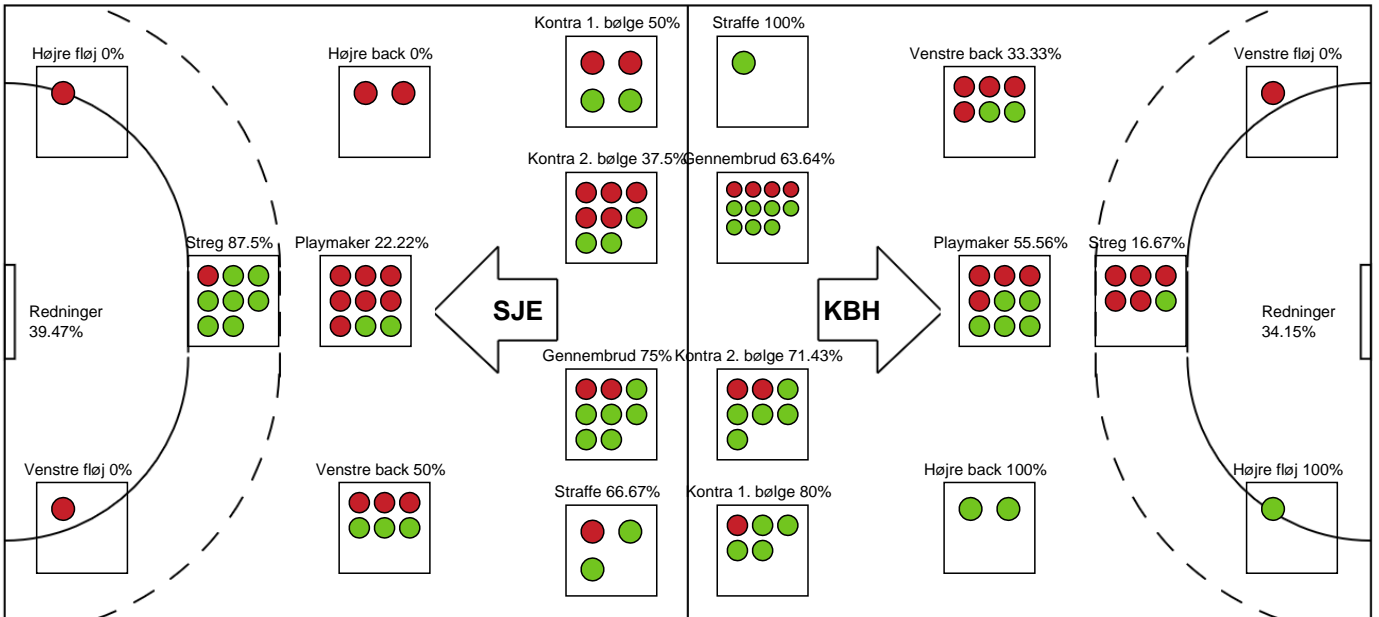 Kontra 1. bølge 50%
Straffe 100%
Højre fløj 0%
Højre back 0%
Venstre back 33.33%
Venstre fløj 0%
Kontra 2. bølge 37.5%
Gennembrud 63.64%
Streg 87.5%
Playmaker 22.22%
Playmaker 55.56%
Streg 16.67%
SJE
KBH
Redninger
39.47%
Redninger
34.15%
Gennembrud 75%
Kontra 2. bølge 71.43%
Venstre fløj 0%
Venstre back 50%
Højre back 100%
Højre fløj 100%
Straffe 66.67%
Kontra 1. bølge 80%